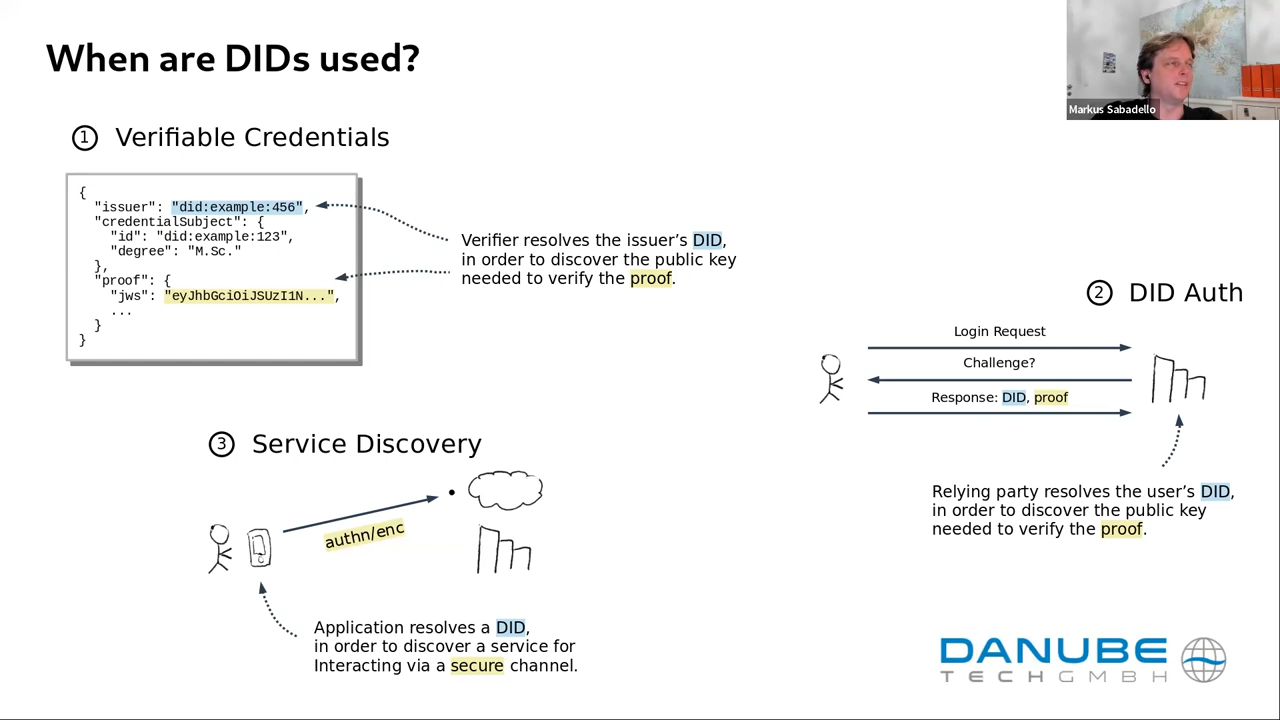 When are DIDs used?
Markus Sabadello
1 Verifiable Credentials
{
"issuer": "did:example:456",
"credentialSubject": {
"id": "did:example:123",
"degree": "M.Sc."
},
"proof": {
"jws": "eyJhbGciOiJSUzI1N...",
...
}
}
Verifier resolves the issuer’s DID,
in order to discover the public key
needed to verify the proof.
2 DID Auth
Login Request
Challenge?
Response: DID, proof
Relying party resolves the user’s DID,
in order to discover the public key
needed to verify the proof.
3 Service Discovery
authn/enc
Application resolves a DID,
in order to discover a service for
Interacting via a secure channel.
DANUBE
TECHGMBH